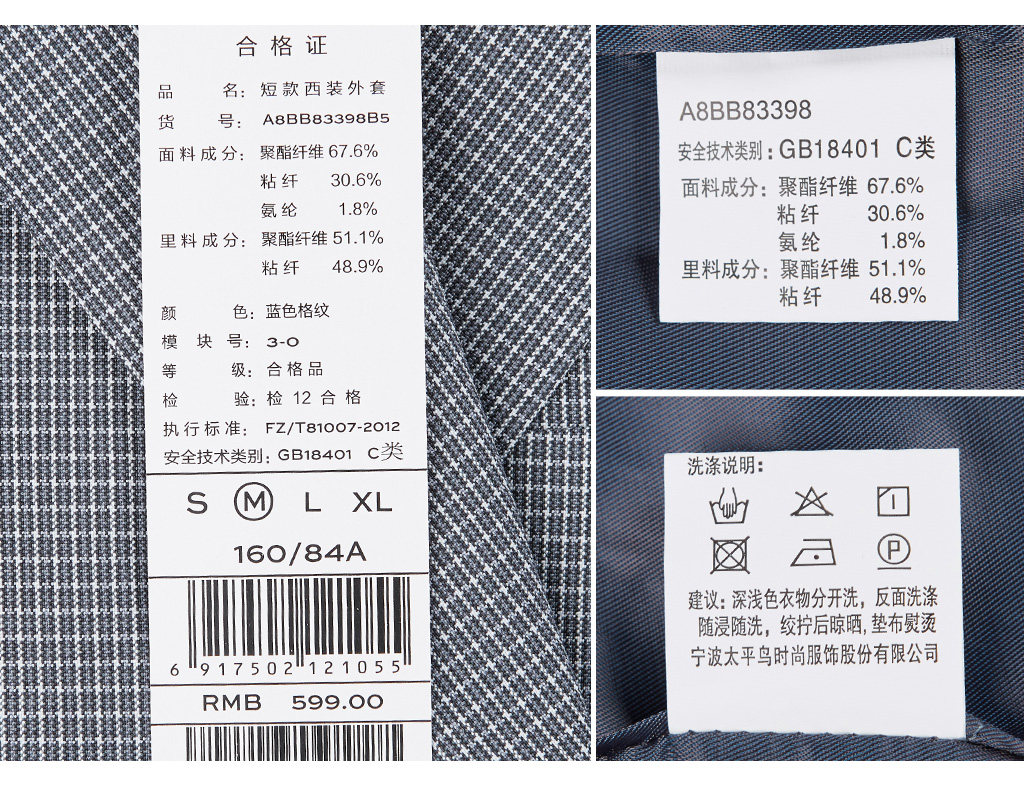 合格证
品 名: 短款西装外套
货 号: A8BB83398B5
面料成分: 聚酯纤维 67.6%
粘纤 30.6%
氨纶 1.8%
里料成分: 聚酯纤维 51.1%
粘纤 48.9%
颜 色: 蓝色格纹
模 块 号: 3-0
等 级: 合格品
检 验: 检 12 合格
执行标准: FZ/T81007-2012
安全技术类别: GB18401 C类
S M L XL
160/84A
6 917502 121055
RMB 599.00
A8BB83398
安全技术类别: GB18401 C类
面料成分: 聚酯纤维 67.6%
粘纤 30.6%
氨纶 1.8%
里料成分: 聚酯纤维 51.1%
粘纤 48.9%
洗涤说明:
P
建议: 深浅色衣物分开洗, 反面洗涤
随浸随洗, 绞拧后晾晒, 垫布熨烫
宁波太平鸟时尚服饰股份有限公司